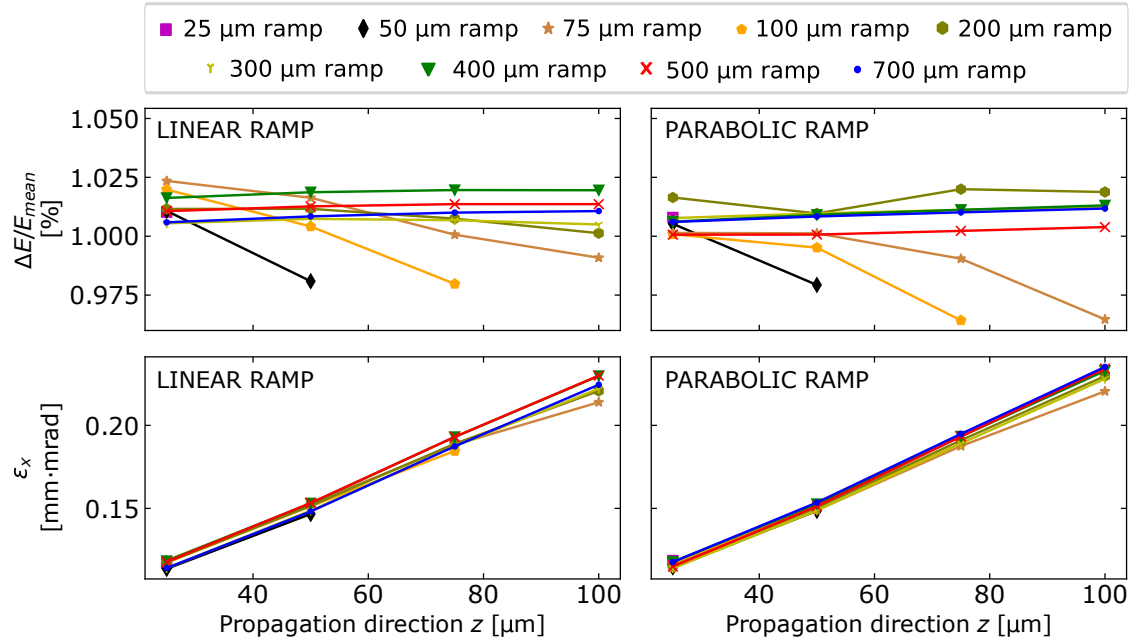 25 μm ramp 50 μm ramp 75 μm ramp 100 μm ramp 200 μm ramp
300 μm ramp 400 μm ramp 500 μm ramp 700 μm ramp
LINEAR RAMP
PARABOLIC RAMP
ΔE/E_mean
[%]
1.050
1.025
1.000
0.975
LINEAR RAMP
PARABOLIC RAMP
ε_x
[mm·mrad]
0.20
0.15
40 60 80 100
40 60 80 100
Propagation direction z [μm]
Propagation direction z [μm]